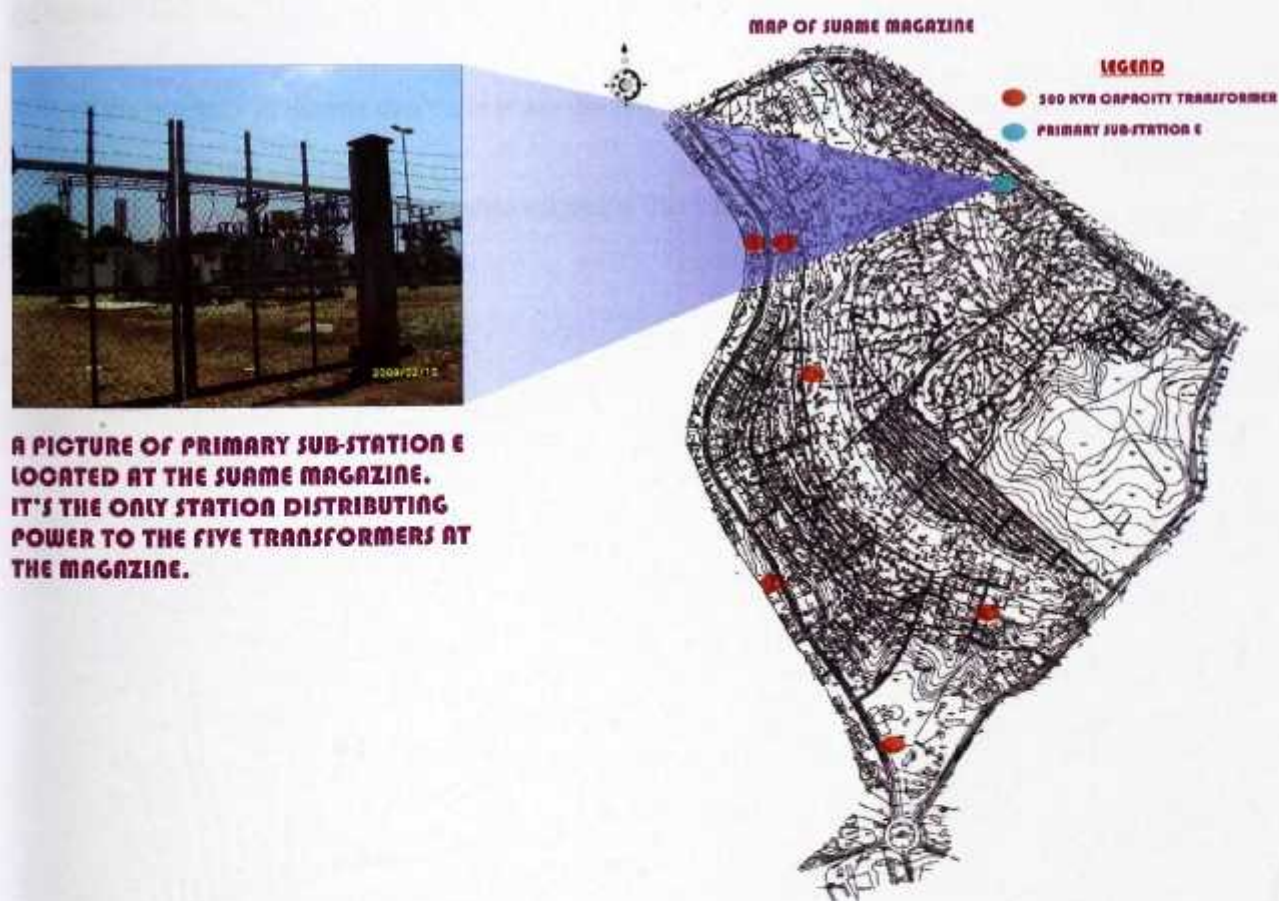 MAP OF SUAME MAGAZINE
LEGEND
500 KVA CAPACITY TRANSFORMER
PRIMARY SUB-STATION E
2009/02/10
A PICTURE OF PRIMARY SUB-STATION E
LOCATED AT THE SUAME MAGAZINE.
IT'S THE ONLY STATION DISTRIBUTING
POWER TO THE FIVE TRANSFORMERS AT
THE MAGAZINE.